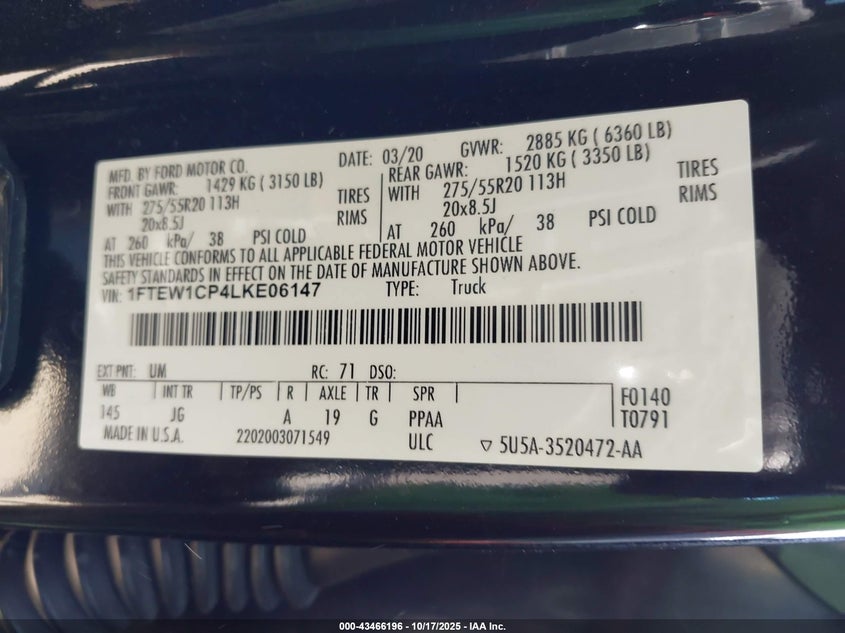 MFD. BY FORD MOTOR CO.
DATE: 03/20 GVWR: 2885 KG ( 6360 LB)
FRONT GAWR: 1429 KG ( 3150 LB)
REAR GAWR: 1520 KG ( 3350 LB)
WITH 275/55R20 113H TIRES
WITH 275/55R20 113H TIRES
20x8.5J RIMS
20x8.5J RIMS
AT 260 kPa/ 38 PSI COLD
AT 260 kPa/ 38 PSI COLD
THIS VEHICLE CONFORMS TO ALL APPLICABLE FEDERAL MOTOR VEHICLE
SAFETY STANDARDS IN EFFECT ON THE DATE OF MANUFACTURE SHOWN ABOVE.
VIN: 1FTEW1CP4LKE06147 TYPE: Truck
EXT PNT: UM RC: 71 DSO:
WB INT TR TP/PS R AXLE TR SPR F0140
145 JG A 19 G PPAA T0791
MADE IN U.S.A. 2202003071549 ULC ▽ 5U5A-3520472-AA
000-43466196 - 10/17/2025 - IAA Inc.